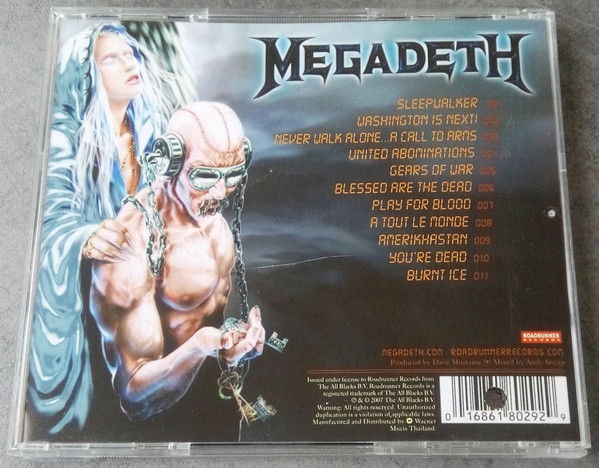 MEGADETH
SLEEPWALKER 001
WASHINGTON IS NEXT! 002
NEVER WALK ALONE...A CALL TO ARMS 003
UNITED ABOMINATIONS 004
GEARS OF WAR 005
BLESSED ARE THE DEAD 006
PLAY FOR BLOOD 007
A TOUT LE MONDE 008
AMERIKHASTAN 009
YOU'RE DEAD 010
BURNT ICE 011
ROADRUNNER
RECORDS
MEGADETH.COM ROADRUNNERRECORDS.COM
Produced by Dave Mustaine Mixed by Andy Sneap
Issued under license to Roadrunner Records from
The All Blacks B.V. Roadrunner Records is a
registered trademark of The All Blacks B.V.
℗ & © 2007 The All Blacks B.V.
Warning: All rights reserved. Unauthorized
duplication is a violation of applicable laws.
Manufactured and Distributed by Warner
Music Thailand.
0 16861 80292 9